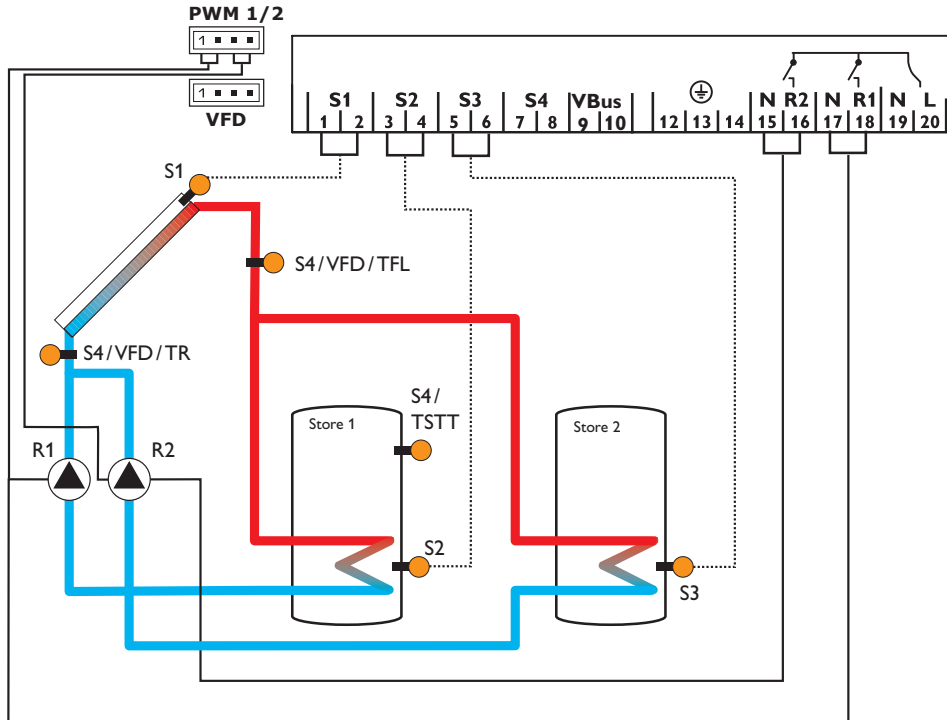 PWM 1/2
1
1
VFD
S1 S2 S3 S4 VBus N R2 N R1 N L
1 2 3 4 5 6 7 8 9 10 12 13 14 15 16 17 18 19 20
S1
S4/VFD/TFL
S4/VFD/TR
S4/
TSTT
Store 1
Store 2
R1
R2
S2
S3